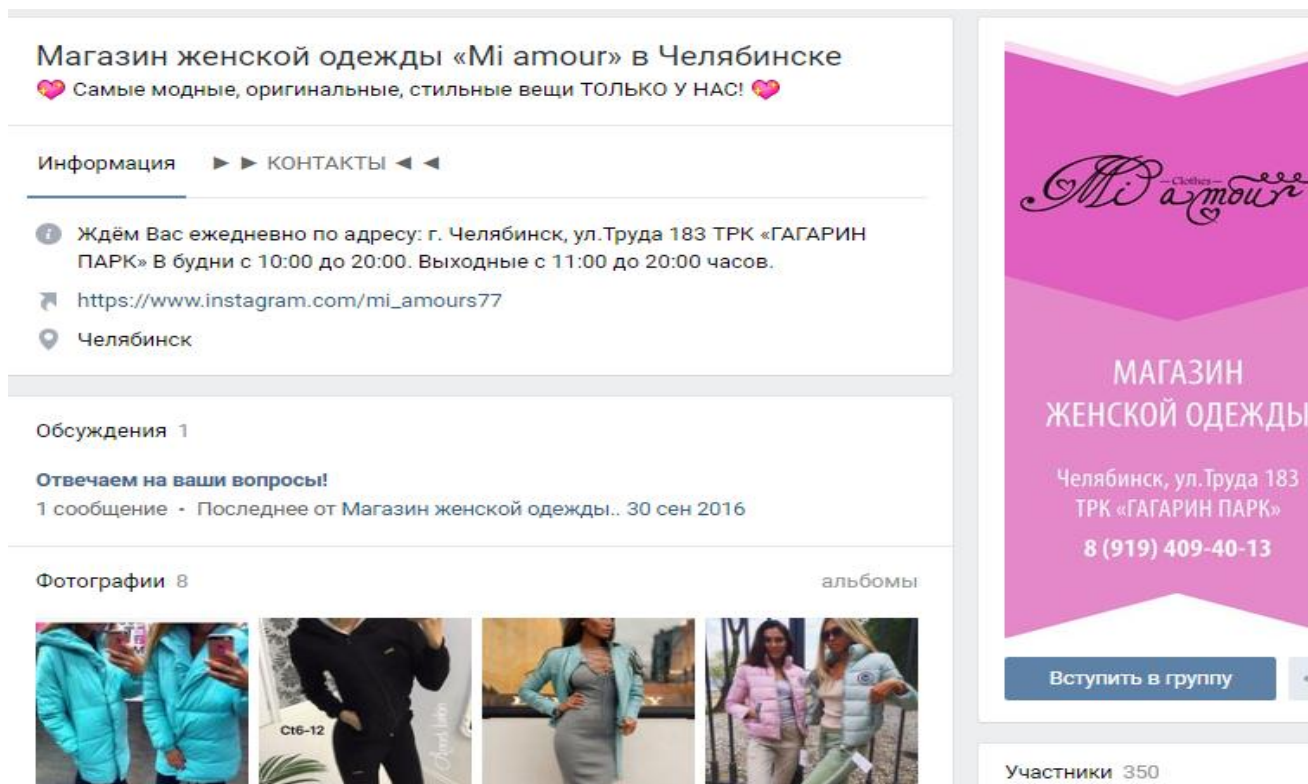 Магазин женской одежды «Mi amour» в Челябинске
💖 Самые модные, оригинальные, стильные вещи ТОЛЬКО У НАС! 💖
Информация ► ► КОНТАКТЫ ◄ ◄
Ждём Вас ежедневно по адресу: г. Челябинск, ул.Труда 183 ТРК «ГАГАРИН
ПАРК» В будни с 10:00 до 20:00. Выходные с 11:00 до 20:00 часов.
https://www.instagram.com/mi_amours77
Челябинск
Обсуждения 1
Отвечаем на ваши вопросы!
1 сообщение · Последнее от Магазин женской одежды.. 30 сен 2016
Фотографии 8 альбомы
Ct6-12
Mi amour
Clothes
МАГАЗИН
ЖЕНСКОЙ ОДЕЖДЫ
Челябинск, ул.Труда 183
ТРК «ГАГАРИН ПАРК»
8 (919) 409-40-13
Вступить в группу
Участники 350